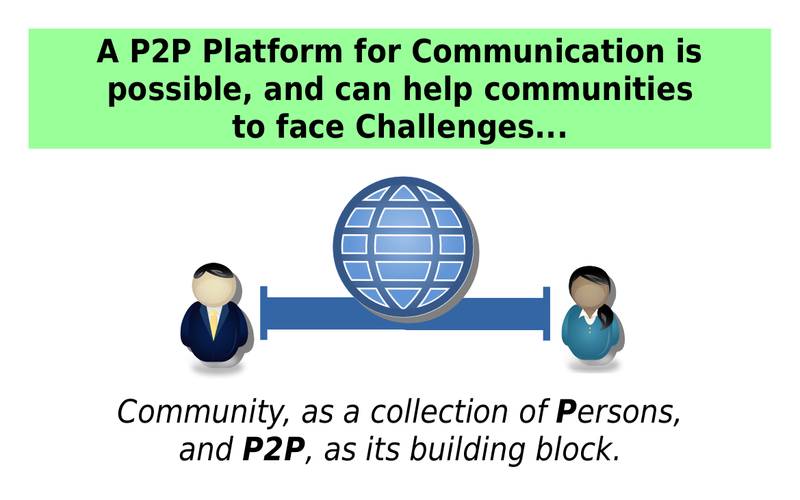 A P2P Platform for Communication is
possible, and can help communities
to face Challenges...
Community, as a collection of Persons,
and P2P, as its building block.